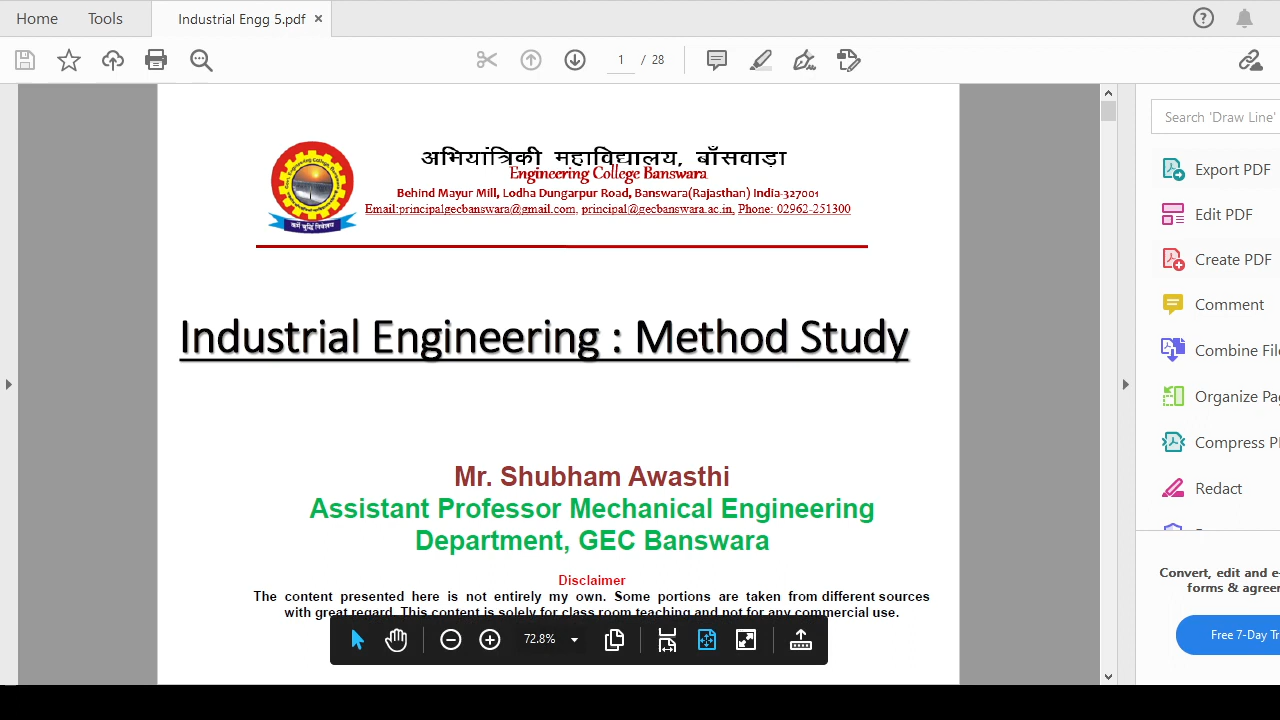 Home Tools Industrial Engg 5.pdf ×
1 / 28
Search 'Draw Line'
अभियांत्रिकी महाविद्यालय, बाँसवाड़ा
Engineering College Banswara
Behind Mayur Mill, Lodha Dungarpur Road, Banswara(Rajasthan) India-327001
Email:principalgecbanswara@gmail.com, principal@gecbanswara.ac.in, Phone: 02962-251300
Industrial Engineering : Method Study
Mr. Shubham Awasthi
Assistant Professor Mechanical Engineering
Department, GEC Banswara
Disclaimer
The content presented here is not entirely my own. Some portions are taken from different sources
with great regard. This content is solely for class room teaching and not for any commercial use.
72.8%
Export PDF
Edit PDF
Create PDF
Comment
Combine File
Organize Pag
Compress P
Redact
Convert, edit and e-
forms & agreer
Free 7-Day Tr